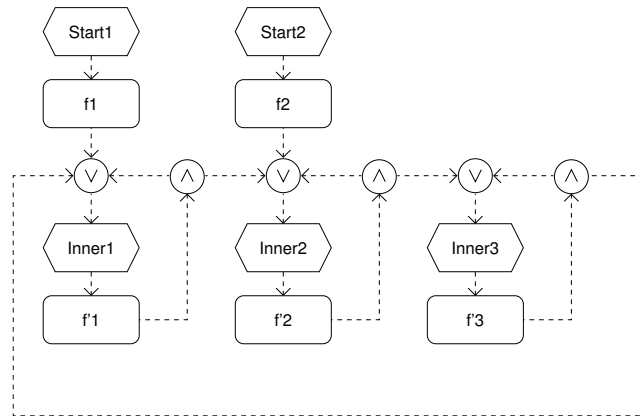 Start1
Start2
f1
f2
∨
∧
∨
∧
∨
∧
Inner1
Inner2
Inner3
f'1
f'2
f'3